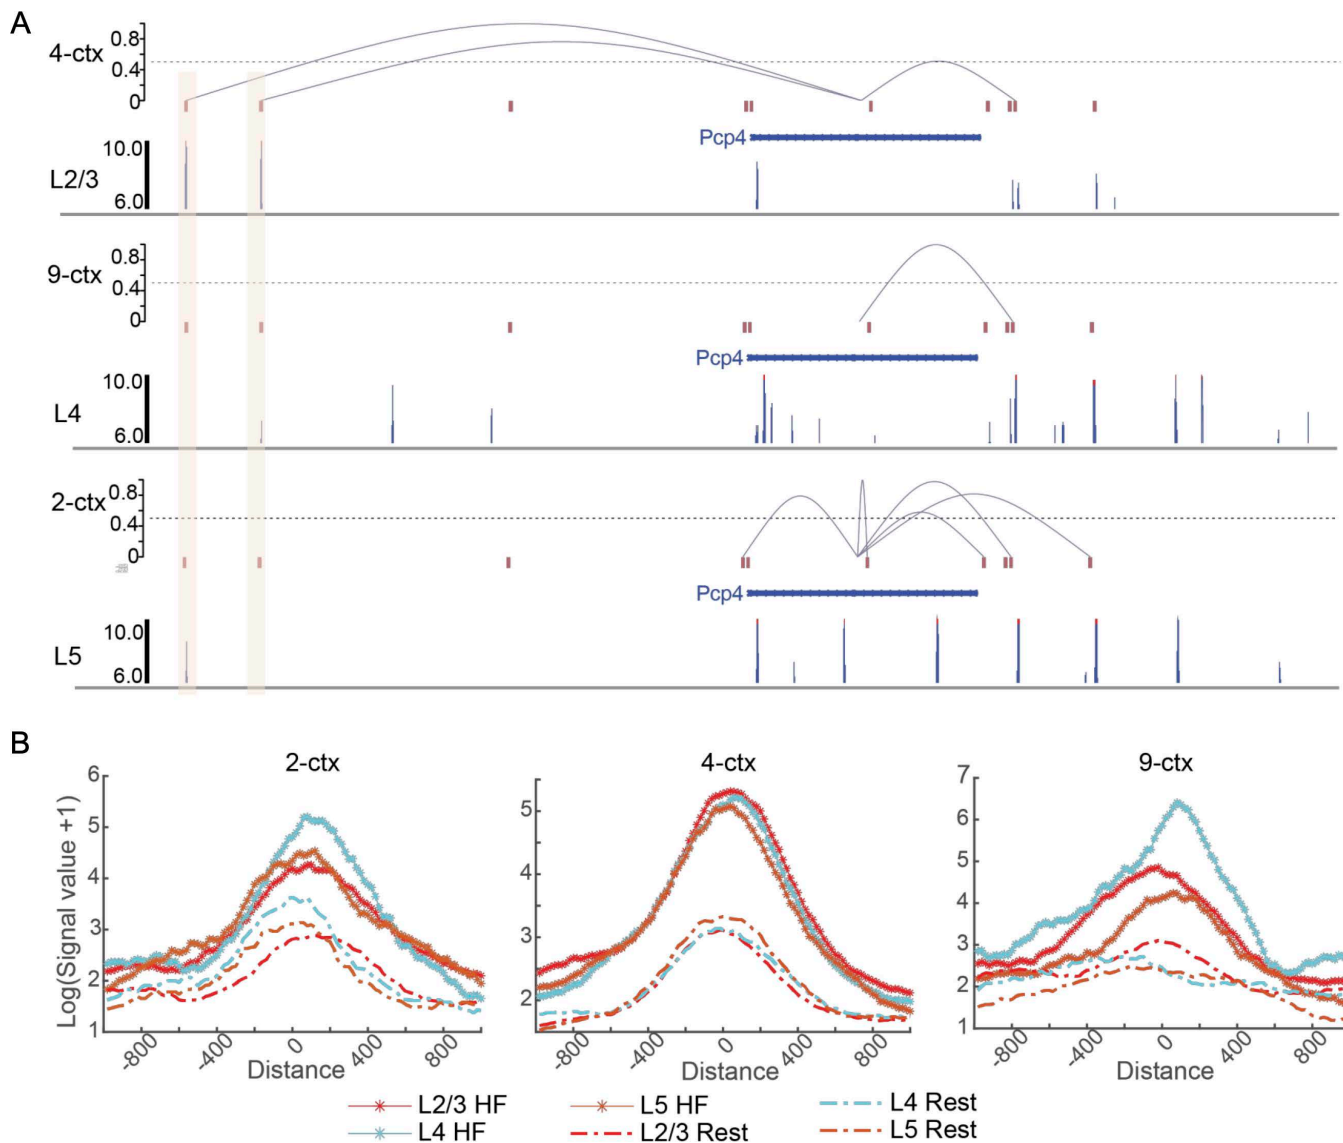 A
4-ctx
0.8
0.4
0
Pcp4
L2/3
10.0
6.0
9-ctx
0.8
0.4
0
Pcp4
L4
10.0
6.0
2-ctx
0.8
0.4
0
Pcp4
L5
10.0
6.0
B
2-ctx
4-ctx
9-ctx
Log(Signal value +1)
6
5
4
3
2
1
-800
-400
0
400
800
Distance
5
3
2
-800
-400
0
400
800
Distance
7
6
5
4
3
2
1
-800
-400
0
400
800
Distance
L2/3 HF
L5 HF
L4 Rest
L4 HF
L2/3 Rest
L5 Rest